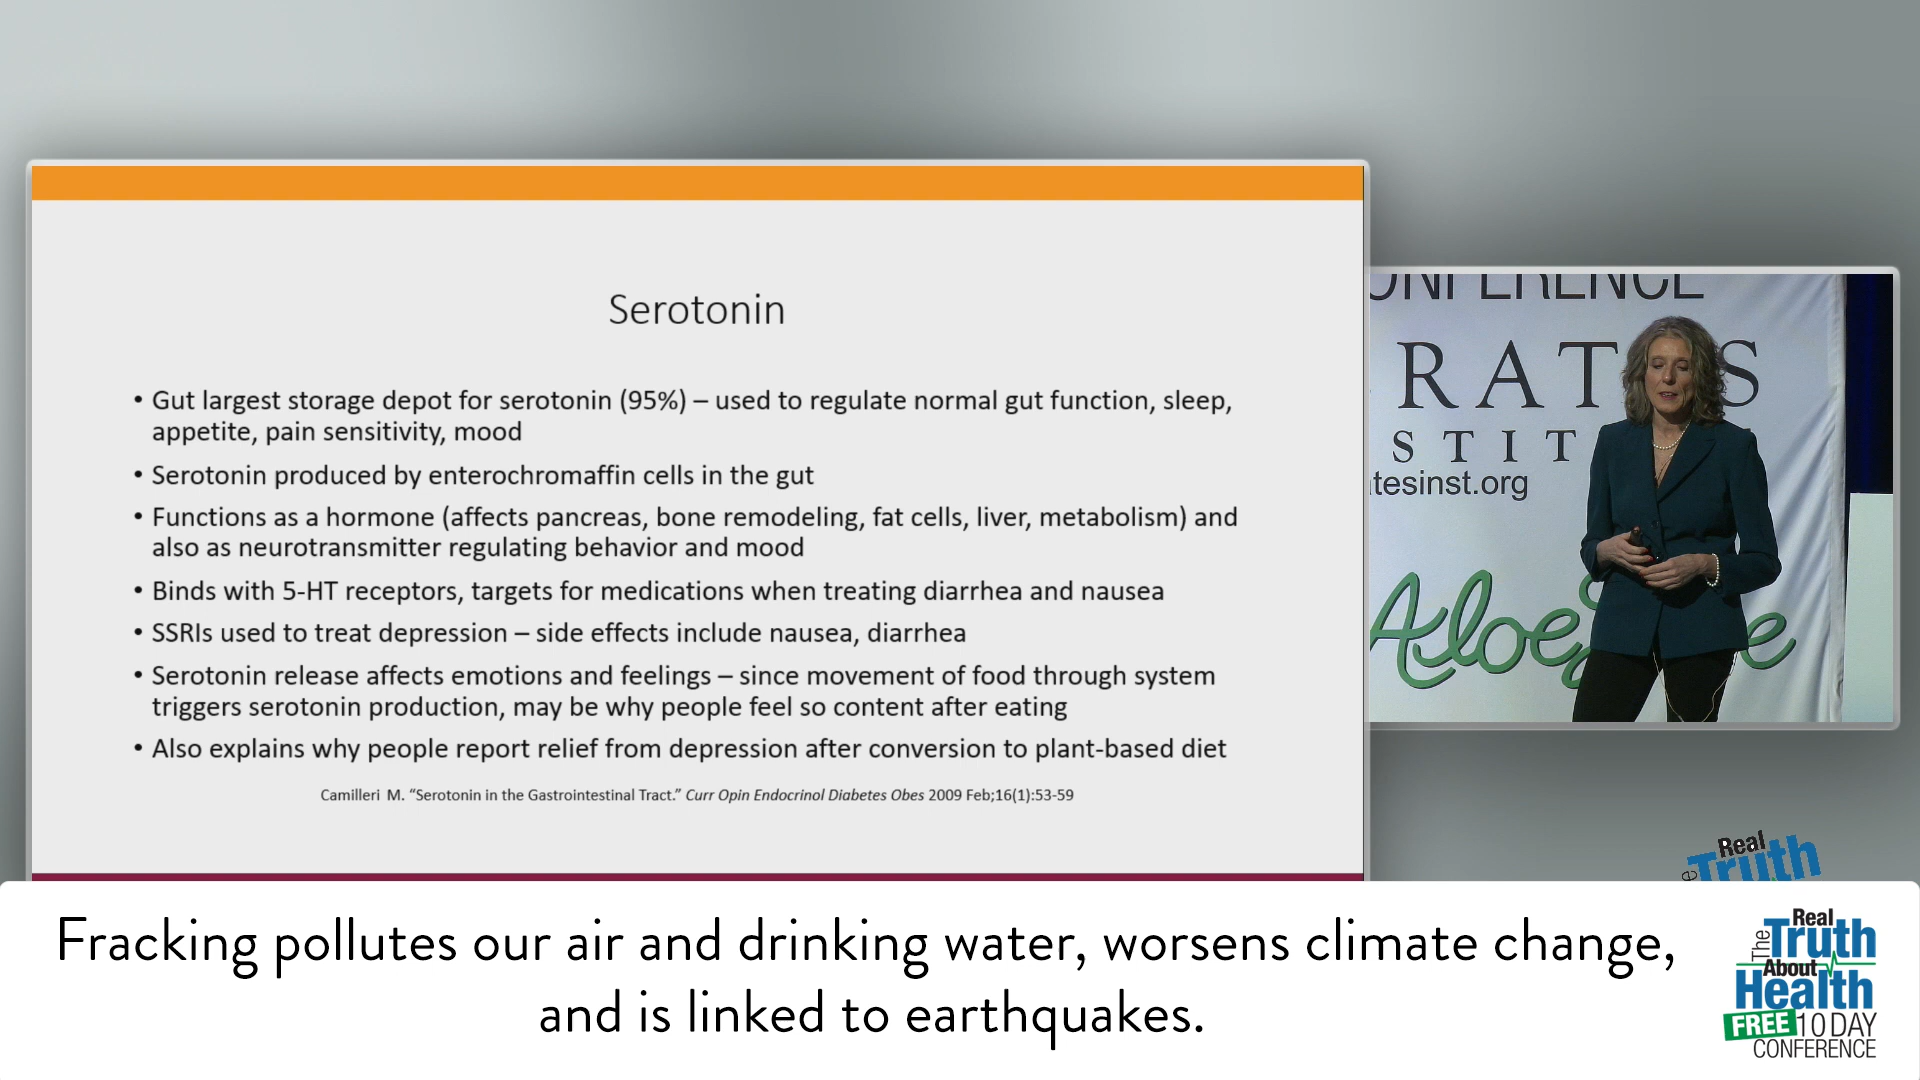 Serotonin
• Gut largest storage depot for serotonin (95%) – used to regulate normal gut function, sleep,
appetite, pain sensitivity, mood
• Serotonin produced by enterochromaffin cells in the gut
• Functions as a hormone (affects pancreas, bone remodeling, fat cells, liver, metabolism) and
also as neurotransmitter regulating behavior and mood
• Binds with 5-HT receptors, targets for medications when treating diarrhea and nausea
• SSRIs used to treat depression – side effects include nausea, diarrhea
• Serotonin release affects emotions and feelings – since movement of food through system
triggers serotonin production, may be why people feel so content after eating
• Also explains why people report relief from depression after conversion to plant-based diet
Camilleri M. “Serotonin in the Gastrointestinal Tract.” Curr Opin Endocrinol Diabetes Obes 2009 Feb;16(1):53-59
ONFERENCE
RAT S
STIT
tesinst.org
Aloe e
Real
Truth
Fracking pollutes our air and drinking water, worsens climate change,
and is linked to earthquakes.
The Real
Truth
About
Health
FREE 10 DAY
CONFERENCE